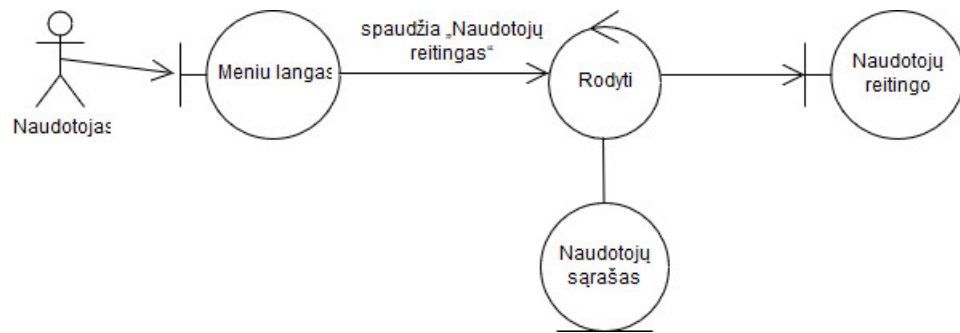 spaudžia „Naudotojų
reitingas“
Meniu langas
Rodyti
Naudotojų
reitingo
Naudotojas
Naudotojų
sąrašas